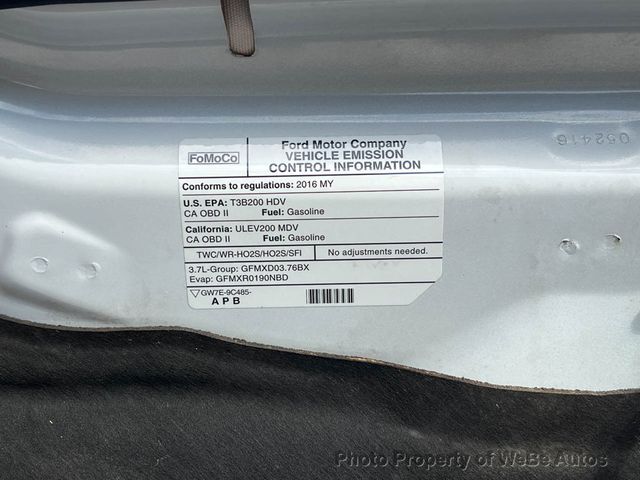 052416
FoMoCo
Ford Motor Company
VEHICLE EMISSION
CONTROL INFORMATION
Conforms to regulations: 2016 MY
U.S. EPA: T3B200 HDV
CA OBD II Fuel: Gasoline
California: ULEV200 MDV
CA OBD II Fuel: Gasoline
TWC/WR-HO2S/HO2S/SFI No adjustments needed.
3.7L-Group: GFMXD03.76BX
Evap: GFMXR0190NBD
GW7E-9C485-
A P B
Photo Property of WeBe Autos